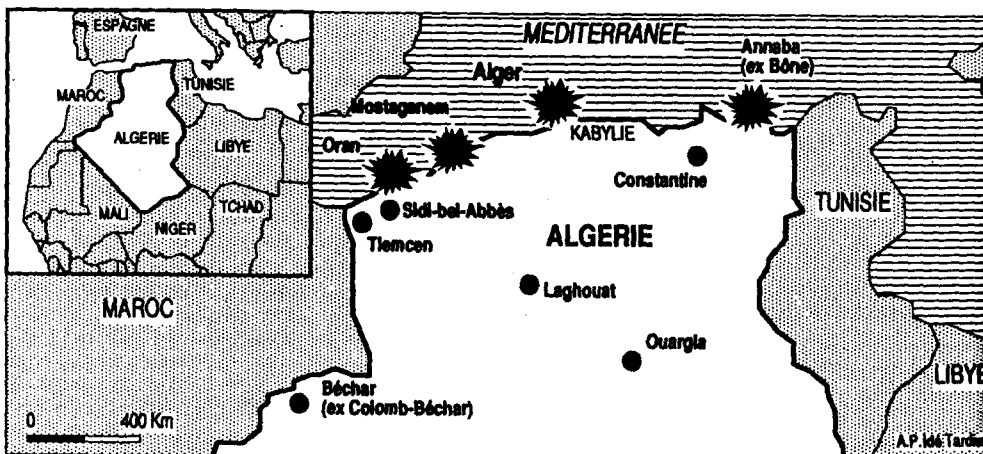 ESPAGNE
MAROC
TUNISIE
ALGERIE
LIBYE
MALI
NIGER
TCHAD
MEDITERRANEE
Annaba
(ex Bône)
Alger
Mostaganem
KABYLIE
Oran
Constantine
Sidi-bel-Abbès
Tlemcen
ALGERIE
TUNISIE
Laghouat
MAROC
Ouargla
LIBYE
Béchar
(ex Colomb-Béchar)
0 400 Km
A.P. Idé Tardieu